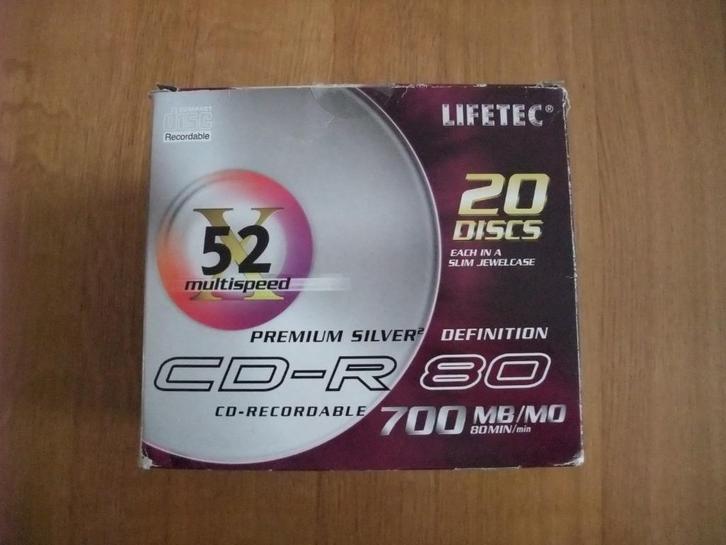 COMPACT
disc
Recordable
LIFETEC®
20
DISCS
EACH IN A
SLIM JEWELCASE
X
52
multispeed
PREMIUM SILVER² DEFINITION
CD-R 80
CD-RECORDABLE
700 MB/MO
80MIN/min